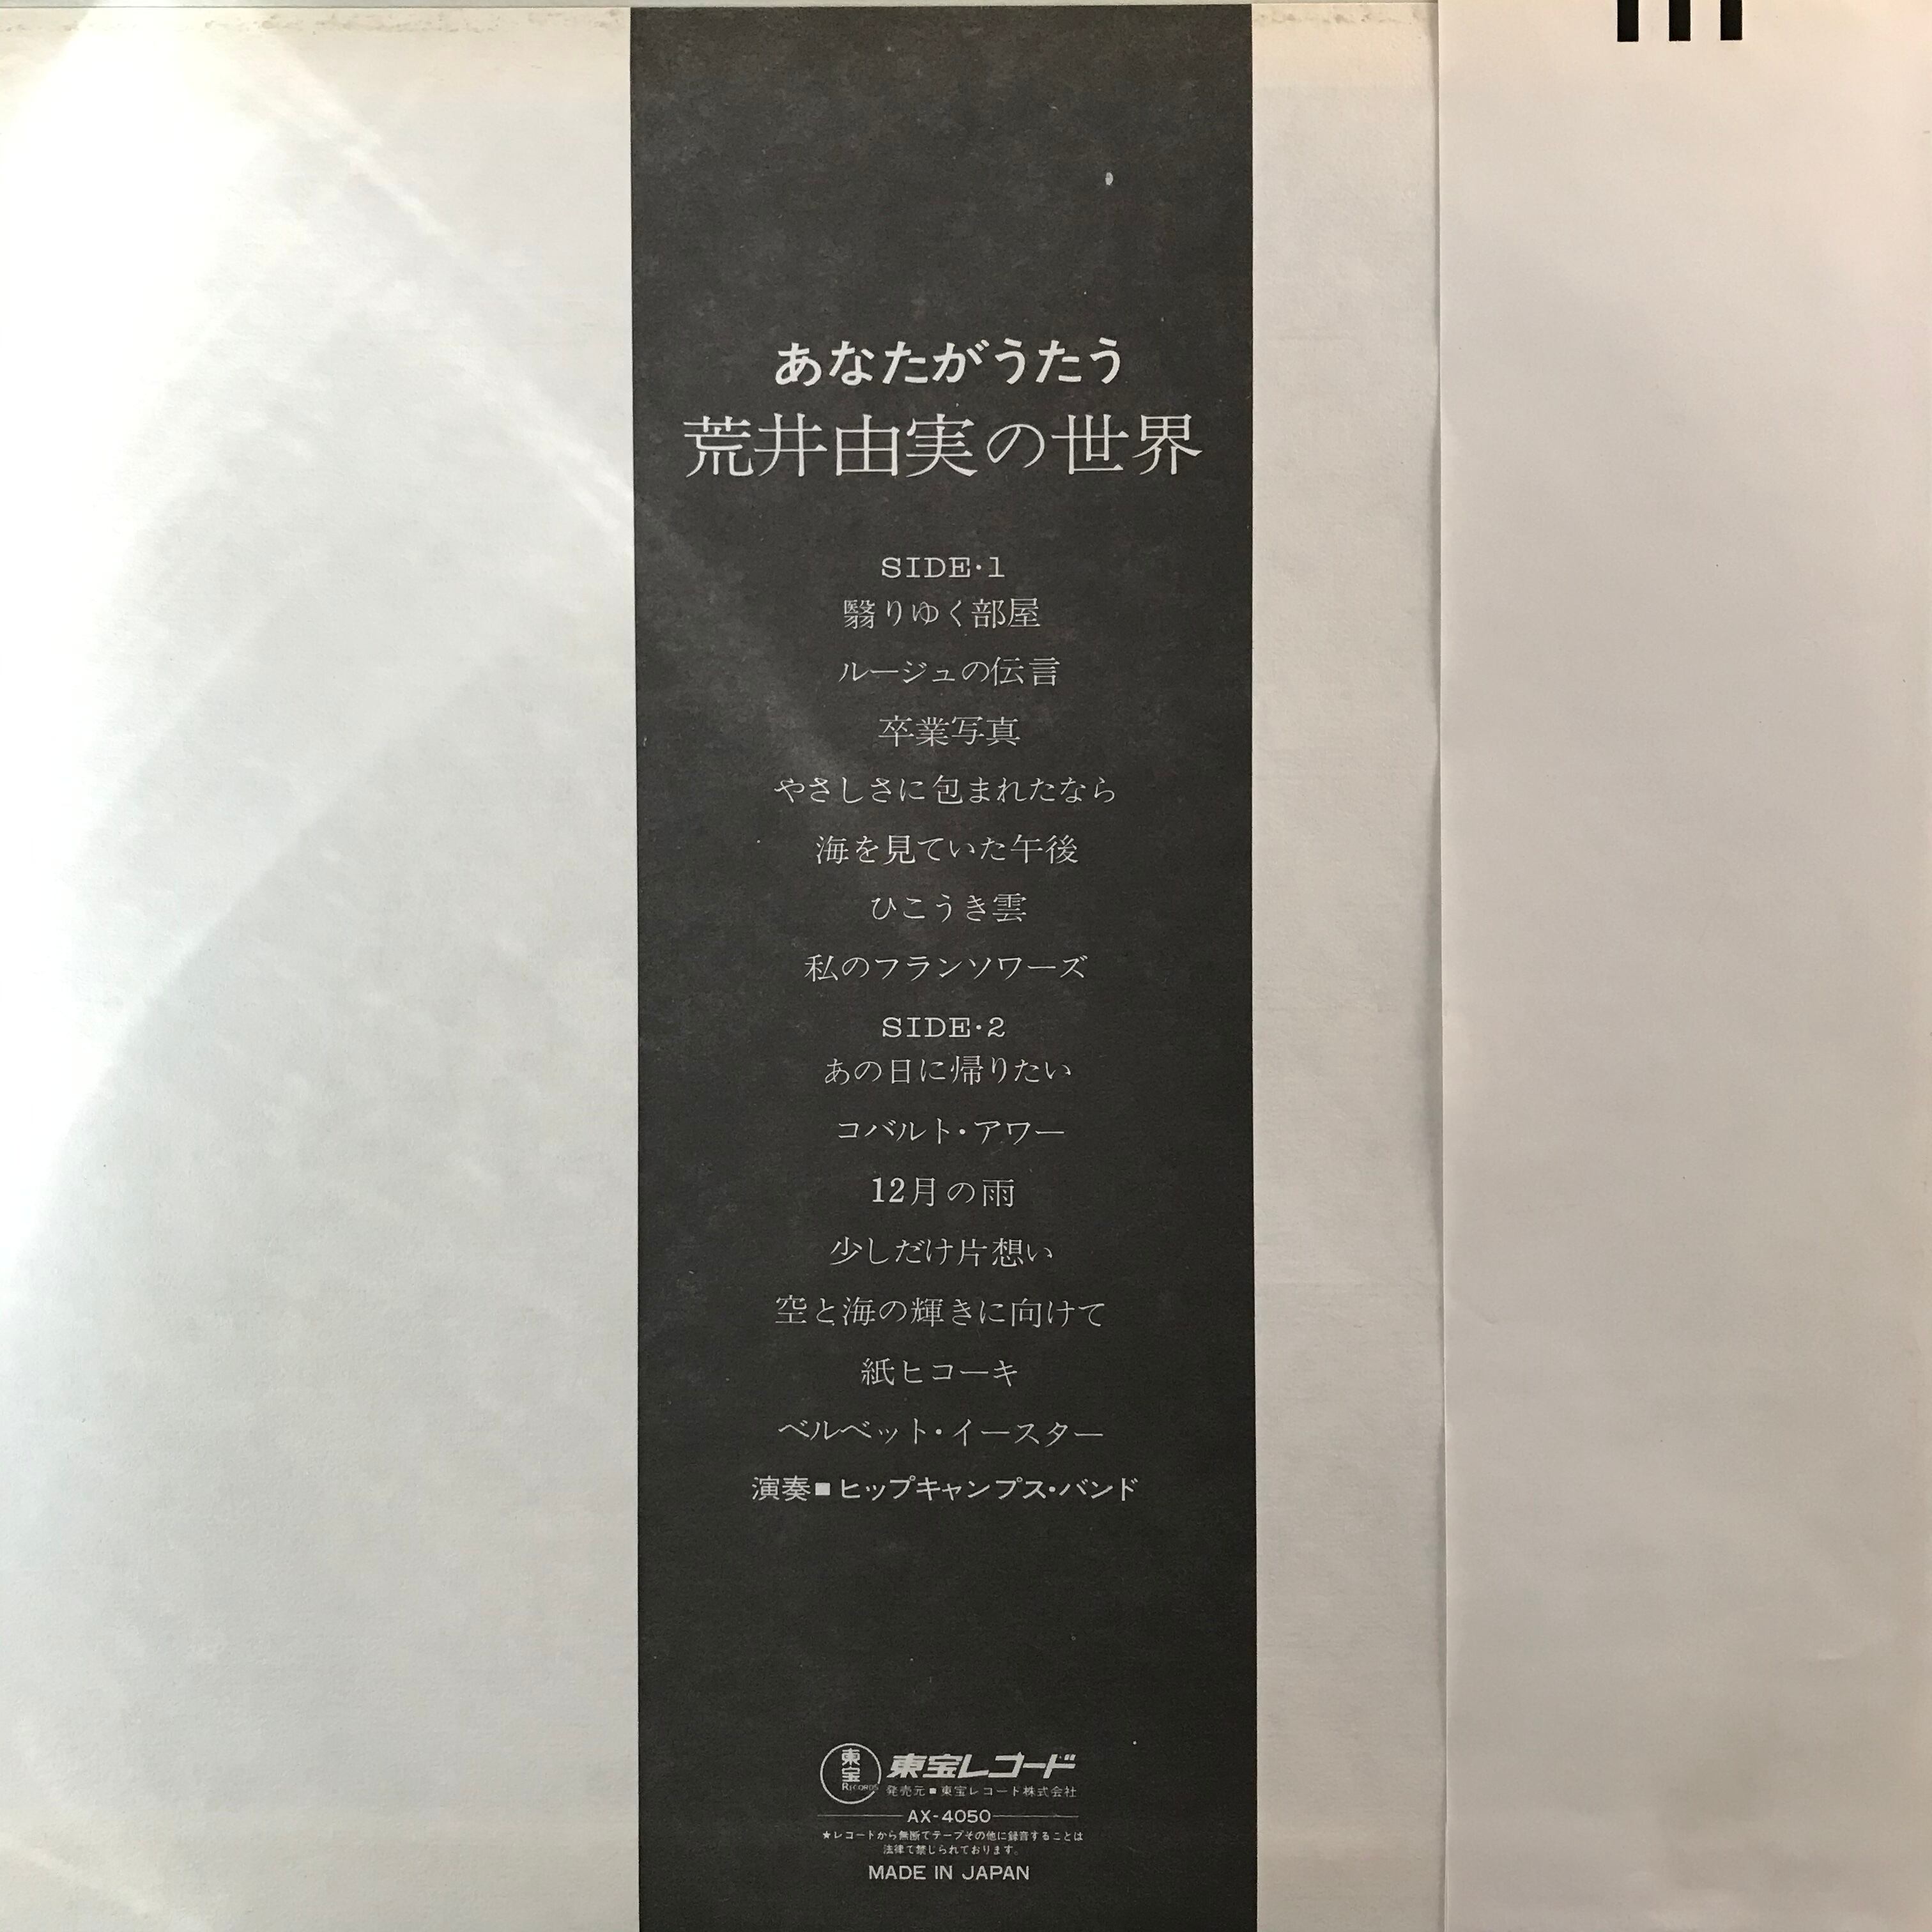 あなたがうたう
荒井由実の世界
SIDE・1
翳りゆく部屋
ルージュの伝言
卒業写真
やさしさに包まれたなら
海を見ていた午後
ひこうき雲
私のフランソワーズ
SIDE・2
あの日に帰りたい
コバルト・アワー
12月の雨
少しだけ片想い
空と海の輝きに向けて
紙ヒコーキ
ベルベット・イースター
演奏■ヒップキャンプス・バンド
東宝 RECORDS
東宝レコード
発売元■東宝レコード株式会社
AX-4050
★レコードから無断でテープその他に録音することは
法律で禁じられております。
MADE IN JAPAN